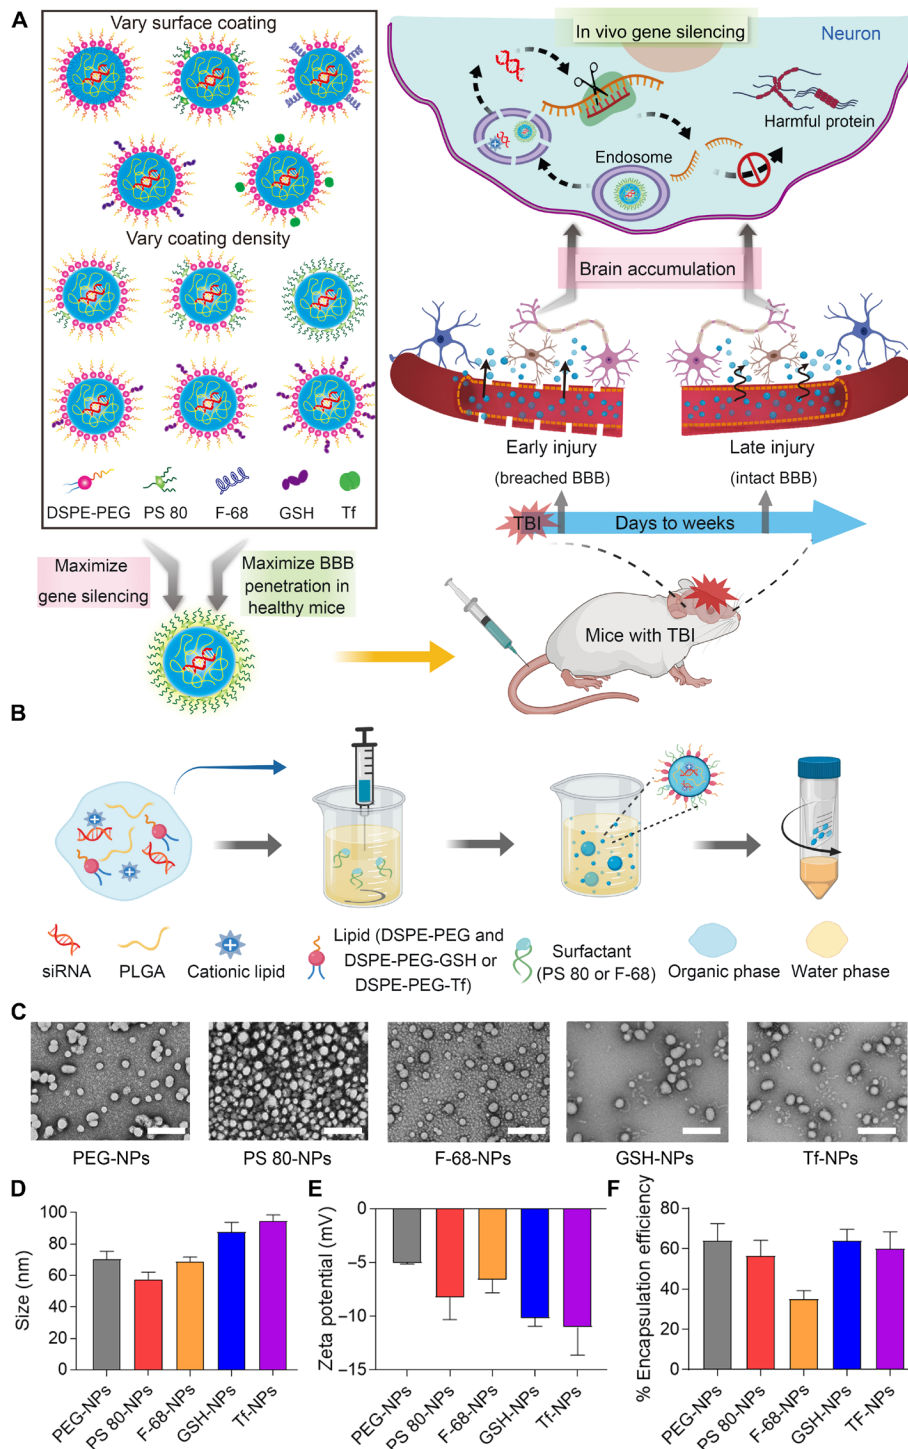 A
Vary surface coating
Vary coating density
DSPE-PEG PS 80 F-68 GSH Tf
Maximize
gene silencing
Maximize BBB
penetration in
healthy mice
In vivo gene silencing
Neuron
Harmful protein
Endosome
Brain accumulation
Early injury
(breached BBB)
Late injury
(intact BBB)
TBI
Days to weeks
Mice with TBI
B
siRNA
PLGA
Cationic lipid
Lipid (DSPE-PEG and
DSPE-PEG-GSH or
DSPE-PEG-Tf)
Surfactant
(PS 80 or F-68)
Organic phase
Water phase
C
PEG-NPs
PS 80-NPs
F-68-NPs
GSH-NPs
Tf-NPs
D
Size (nm)
100
80
60
40
20
0
PEG-NPs
PS 80-NPs
F-68-NPs
GSH-NPs
Tf-NPs
E
Zeta potential (mV)
0
−5
−10
−15
PEG-NPs
PS 80-NPs
F-68-NPs
GSH-NPs
Tf-NPs
F
% Encapsulation efficiency
80
60
40
20
0
PEG-NPs
PS 80-NPs
F-68-NPs
GSH-NPs
TF-NPs